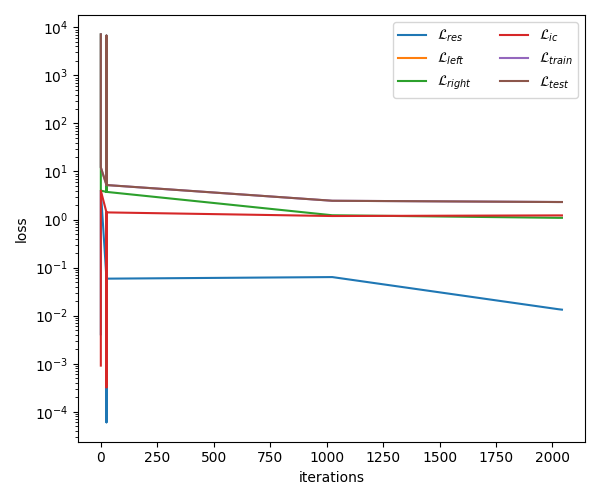 10⁴
10³
10²
10¹
10⁰
10⁻¹
10⁻²
10⁻³
10⁻⁴
loss
0 250 500 750 1000 1250 1500 1750 2000
iterations
ℒ_res ℒ_ic
ℒ_left ℒ_train
ℒ_right ℒ_test